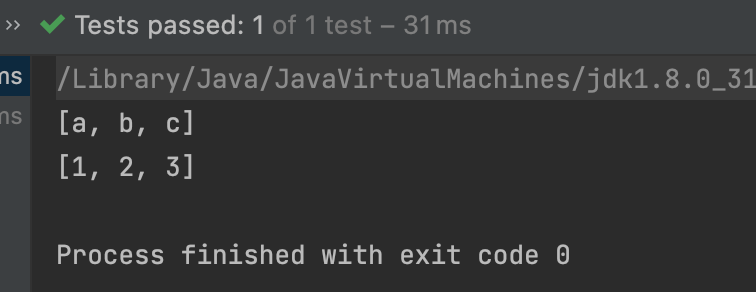 >> Tests passed: 1 of 1 test – 31 ms
ms /Library/Java/JavaVirtualMachines/jdk1.8.0_31
ms [a, b, c]
[1, 2, 3]
Process finished with exit code 0